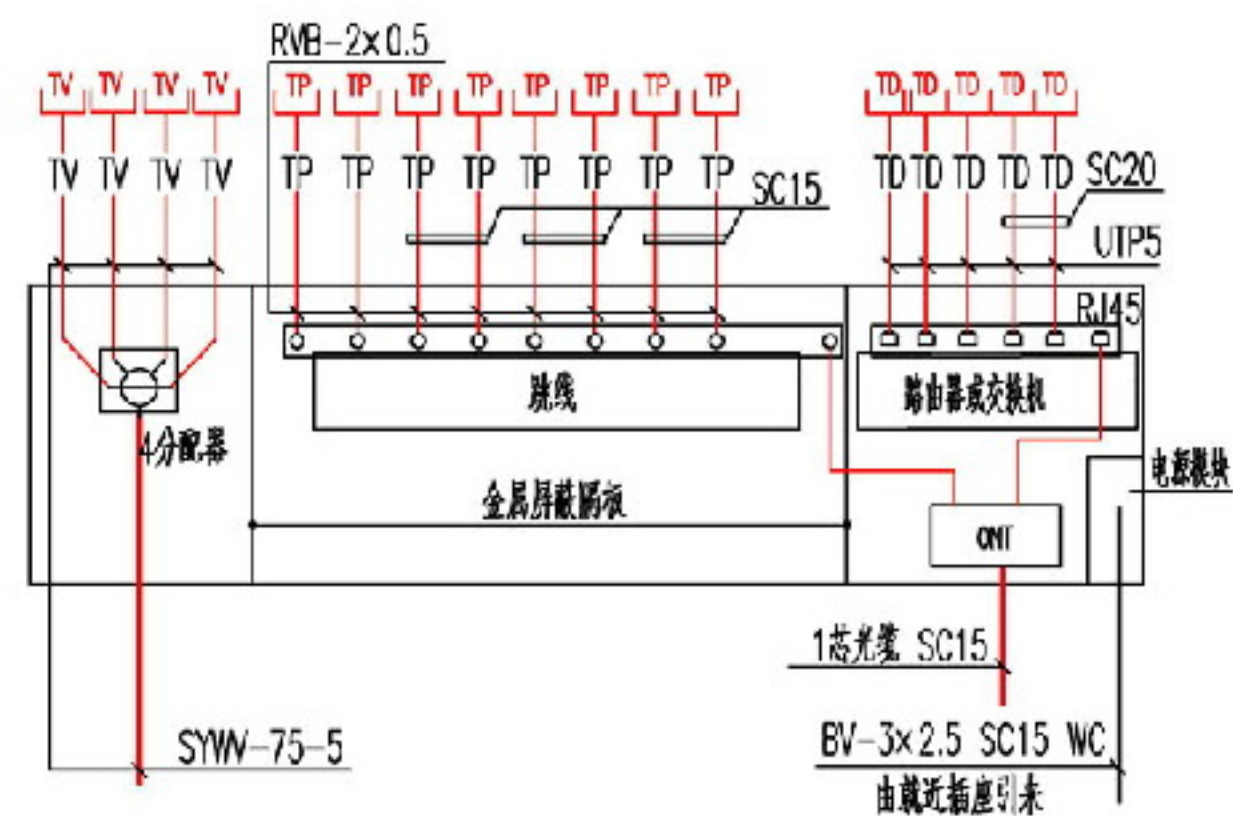 RVB-2×0.5
TV TV TV TV TP TP TP TP TP TP TP TP TD TD TD TD TD
TV TV TV TV TP TP TP TP TP TP TP TP TD TD TD TD TD
SC15
SC20
UTP5
RJ45
跳线
路由器或交换机
4分配器
电源模块
金属屏蔽隔板
ONT
1芯光缆 SC15
SYWV-75-5
BV-3×2.5 SC15 WC
由就近插座引来